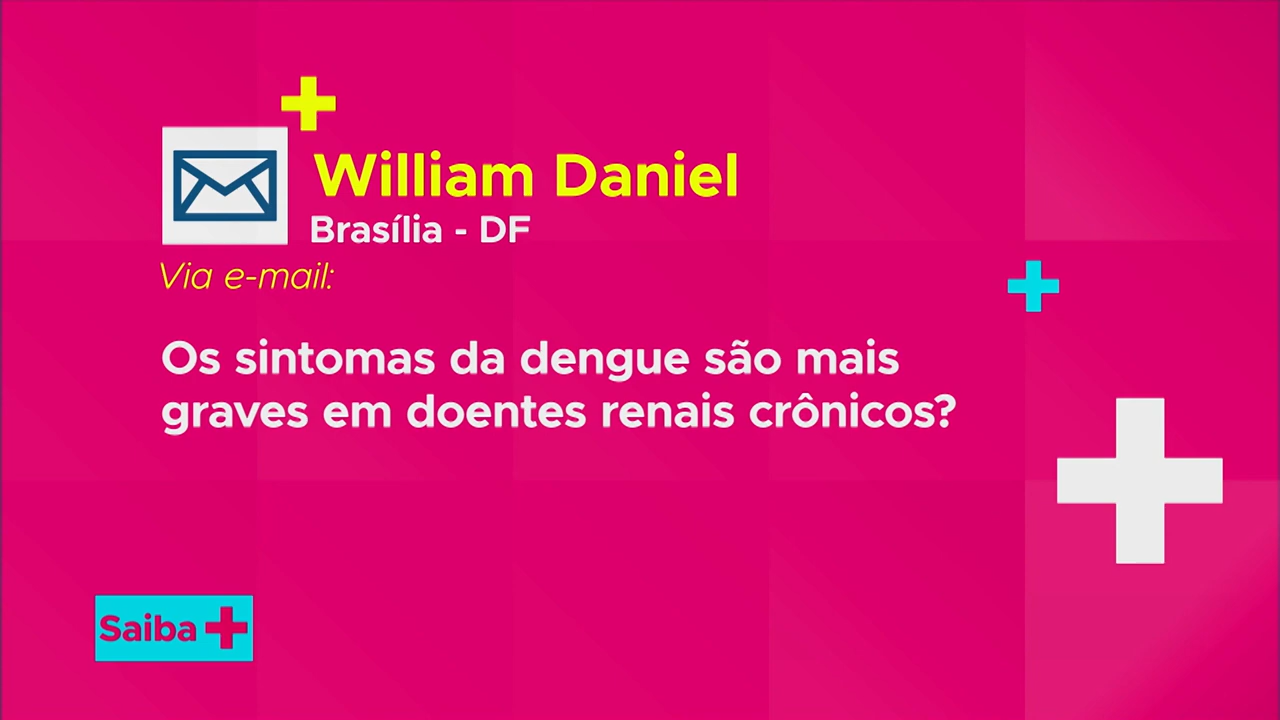 William Daniel
Brasília - DF
Via e-mail:
Os sintomas da dengue são mais
graves em doentes renais crônicos?
Saiba